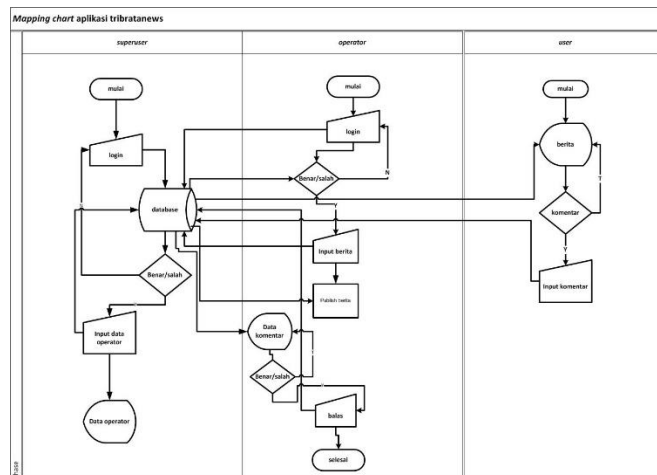 Mapping chart aplikasi tribratanews
superuser
operator
user
mulai
login
database
Benar/salah
Input data
operator
Data operator
mulai
login
Benar/salah
N
Y
Input berita
Publish berita
Data
komentar
Benar/salah
balas
selesai
mulai
berita
komentar
Y
Input komentar
hase